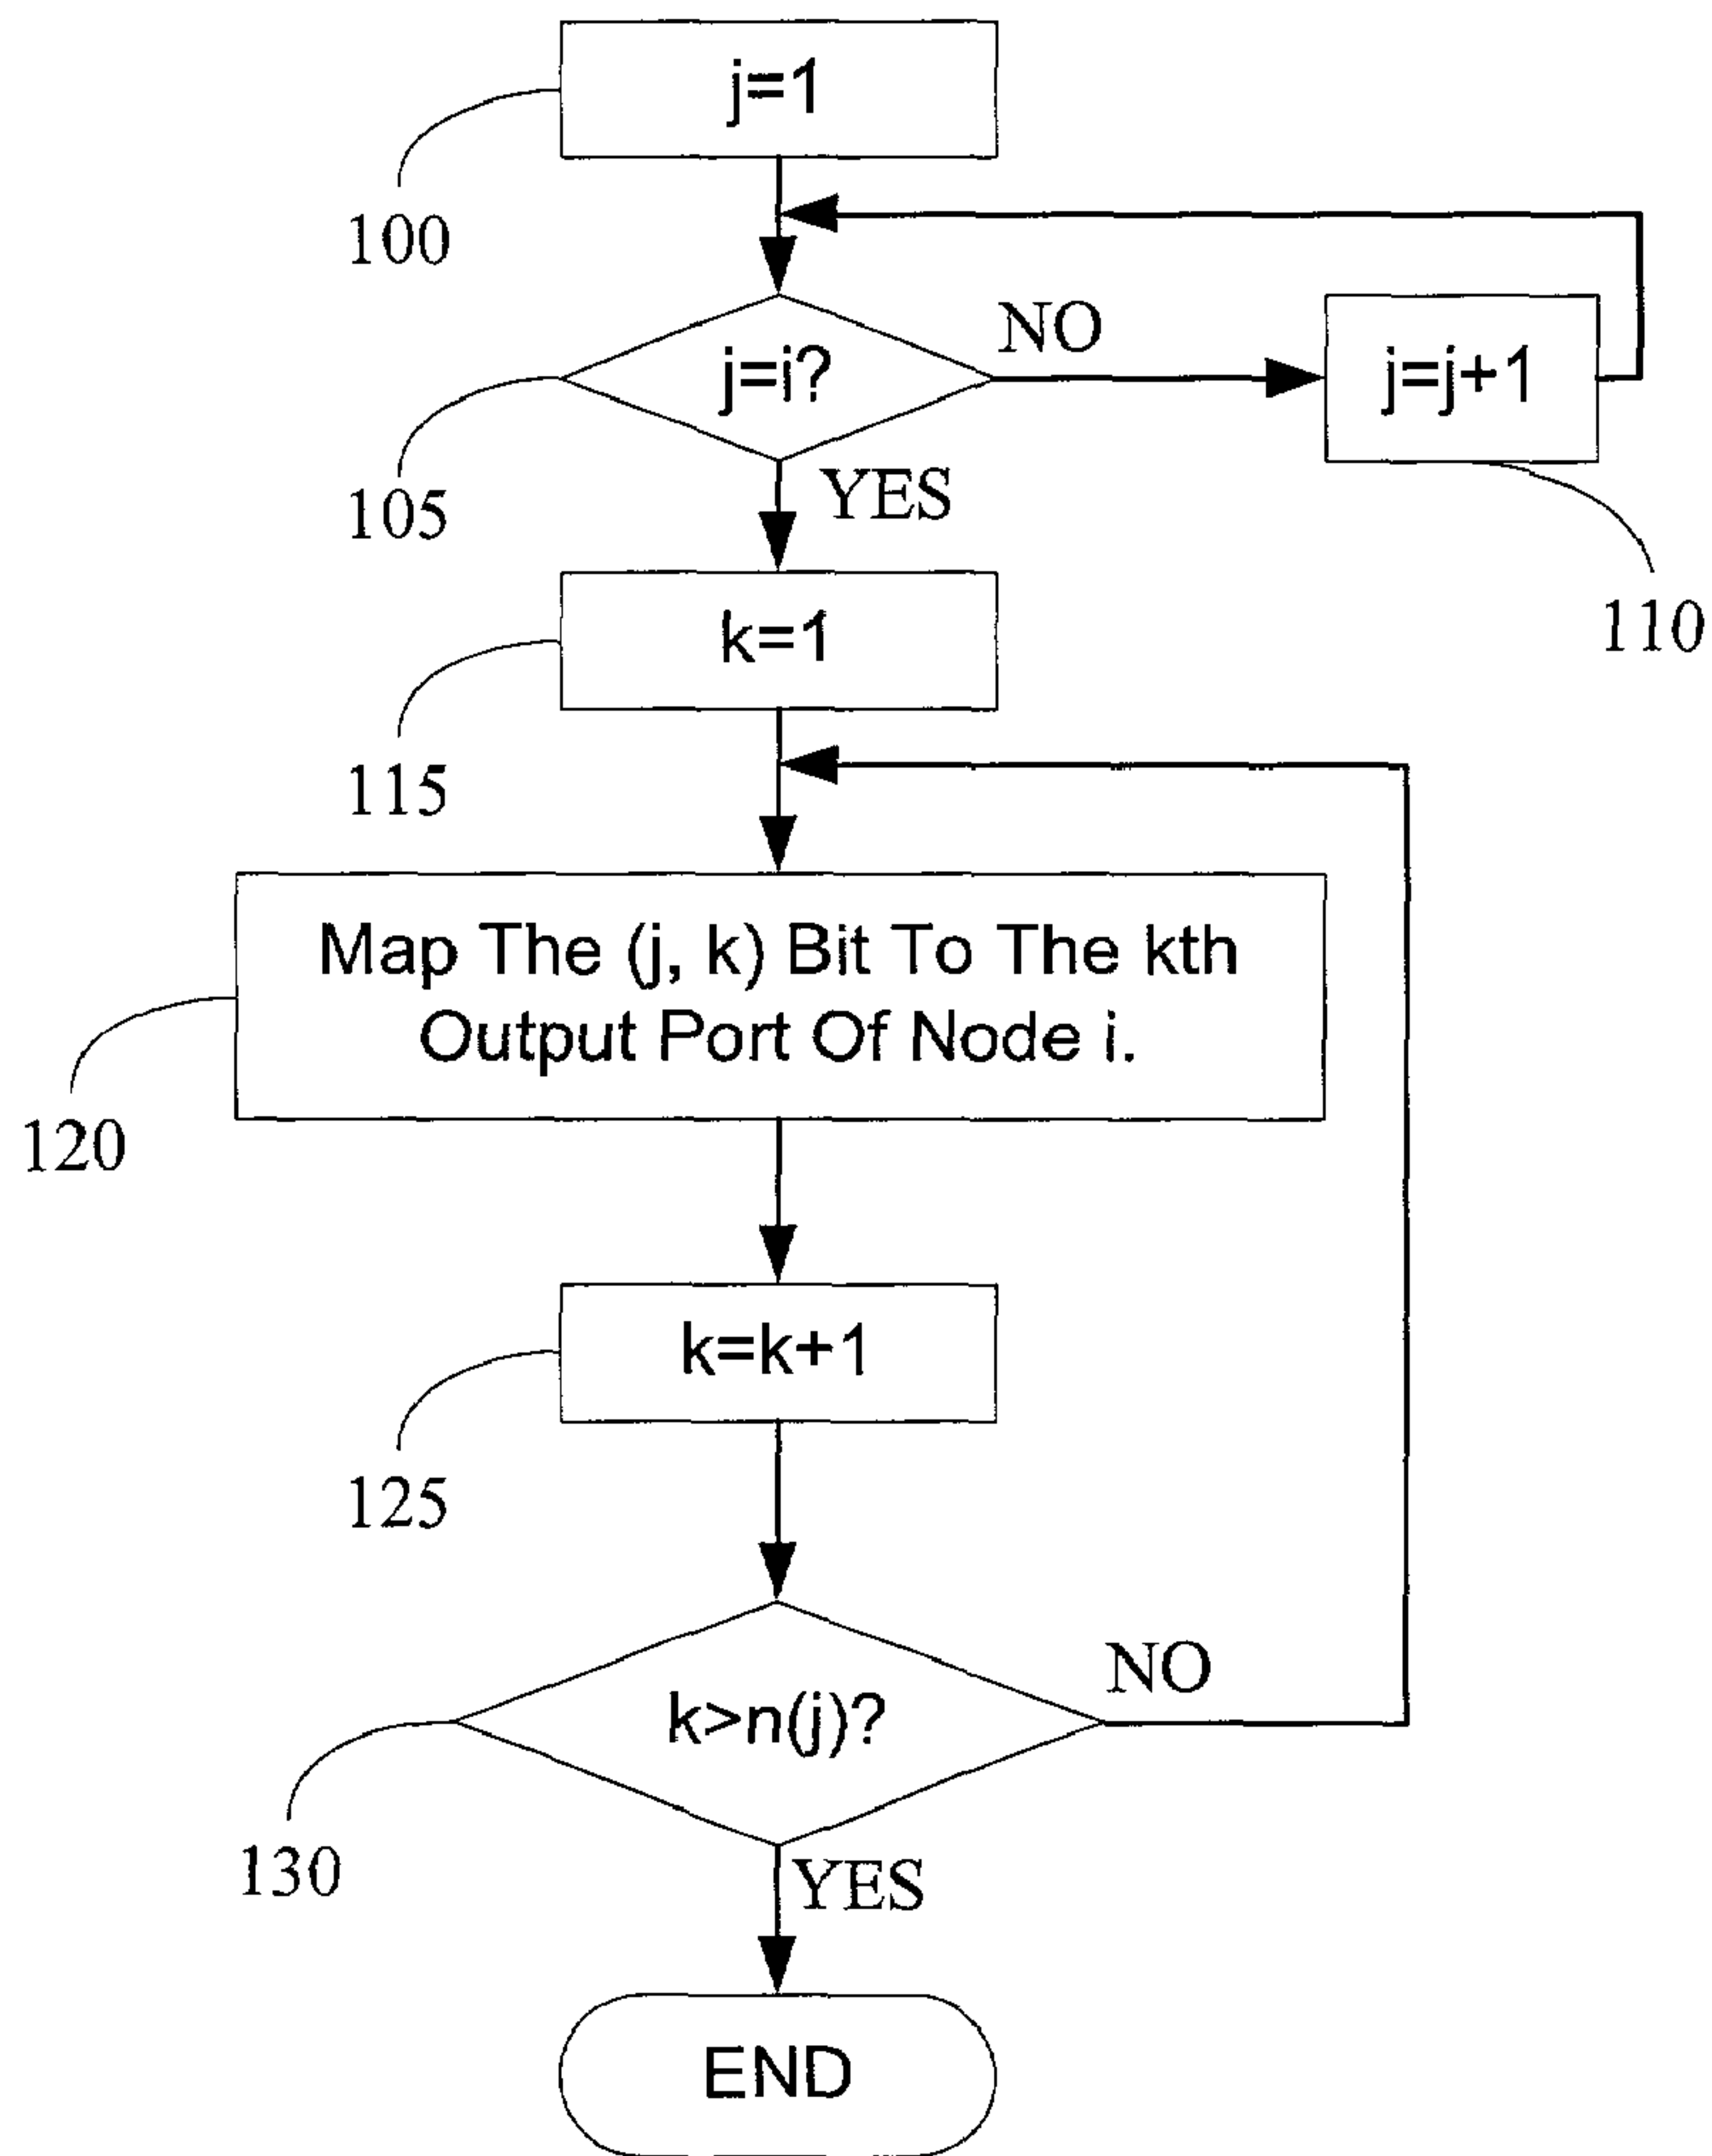 j=1
100
j=i?
NO
j=j+1
YES
105
110
k=1
115
Map The (j, k) Bit To The kth
Output Port Of Node i.
120
k=k+1
125
k>n(j)?
NO
130
YES
END